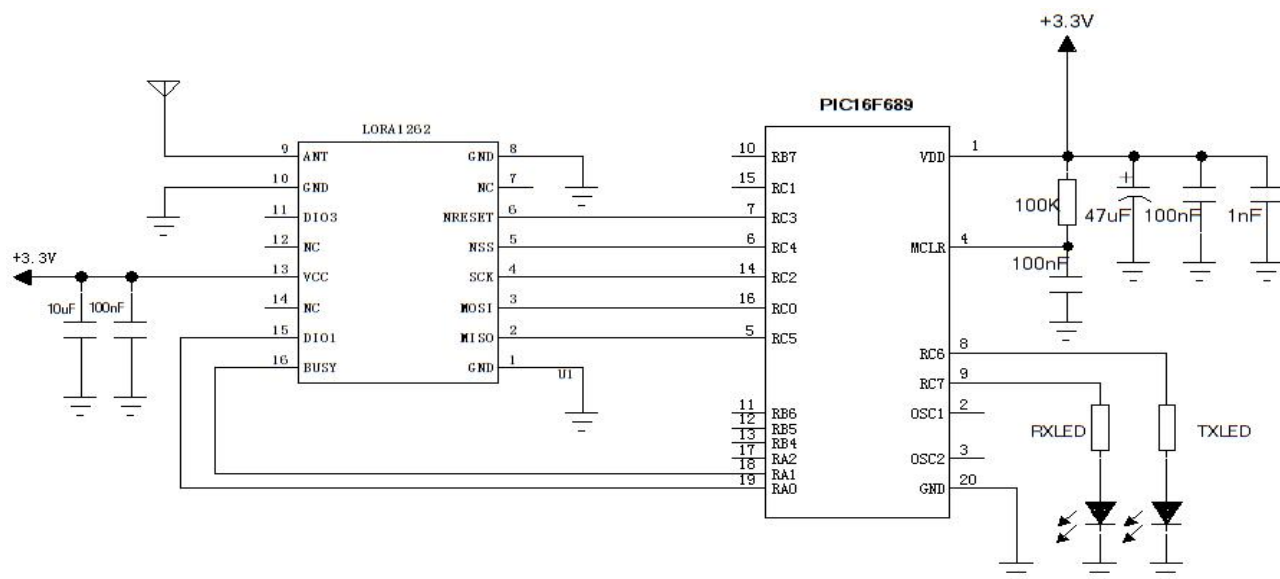 +3.3V
PIC16F689
LORA1262
9 ANT GND 8
10 GND NC 7
11 DIO3 NRESET 6
12 NC NSS 5
+3.3V
13 VCC SCK 4
14 NC MOSI 3
15 DIO1 MISO 2
16 BUSY GND 1
U1
10uF 100nF
10 RB7 VDD 1
15 RC1
7 RC3
6 RC4 MCLR 4
14 RC2
16 RC0
5 RC5
RC6 8
RC7 9
11 RB6 OSC1 2
12 RB5
13 RB4
17 RA2 OSC2 3
18 RA1
19 RA0 GND 20
100K
47uF 100nF 1nF
+
100nF
RXLED TXLED